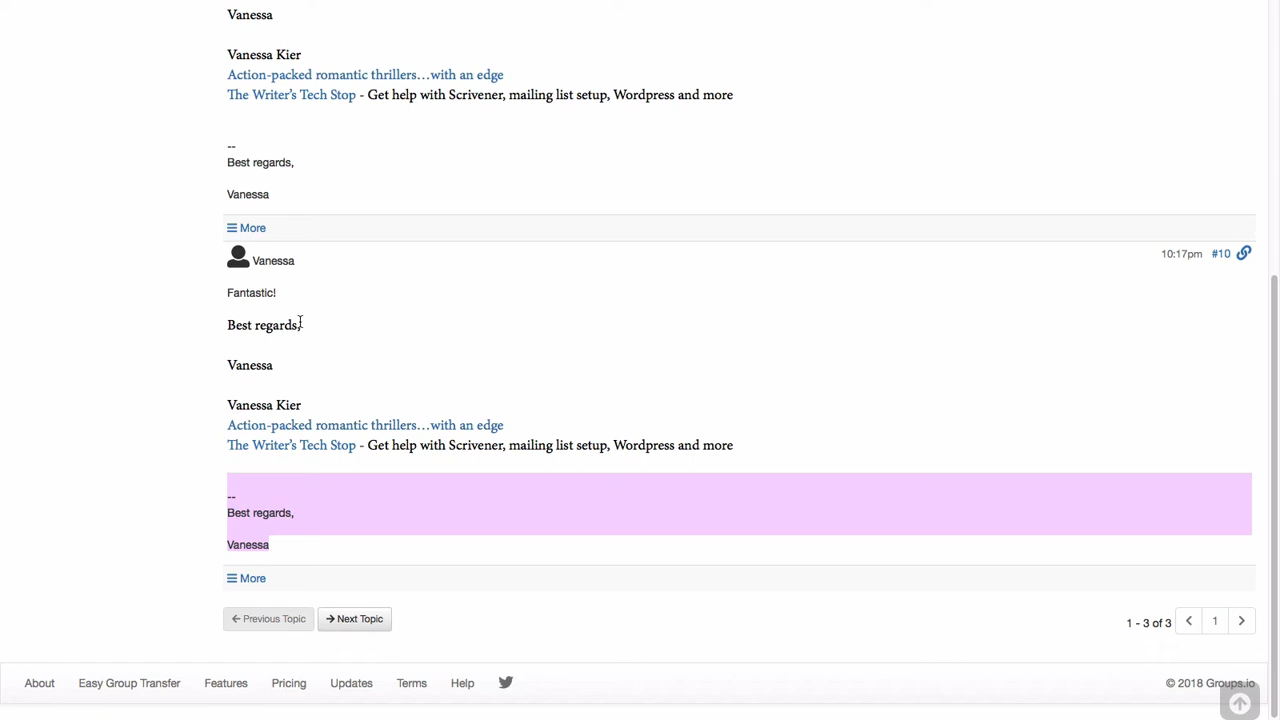 Vanessa
Vanessa Kier
Action-packed romantic thrillers…with an edge
The Writer’s Tech Stop - Get help with Scrivener, mailing list setup, Wordpress and more
--
Best regards,
Vanessa
More
Vanessa
10:17pm #10
Fantastic!
Best regards,
Vanessa
Vanessa Kier
Action-packed romantic thrillers…with an edge
The Writer’s Tech Stop - Get help with Scrivener, mailing list setup, Wordpress and more
--
Best regards,
Vanessa
More
Previous Topic Next Topic 1 - 3 of 3 1
About Easy Group Transfer Features Pricing Updates Terms Help © 2018 Groups.io